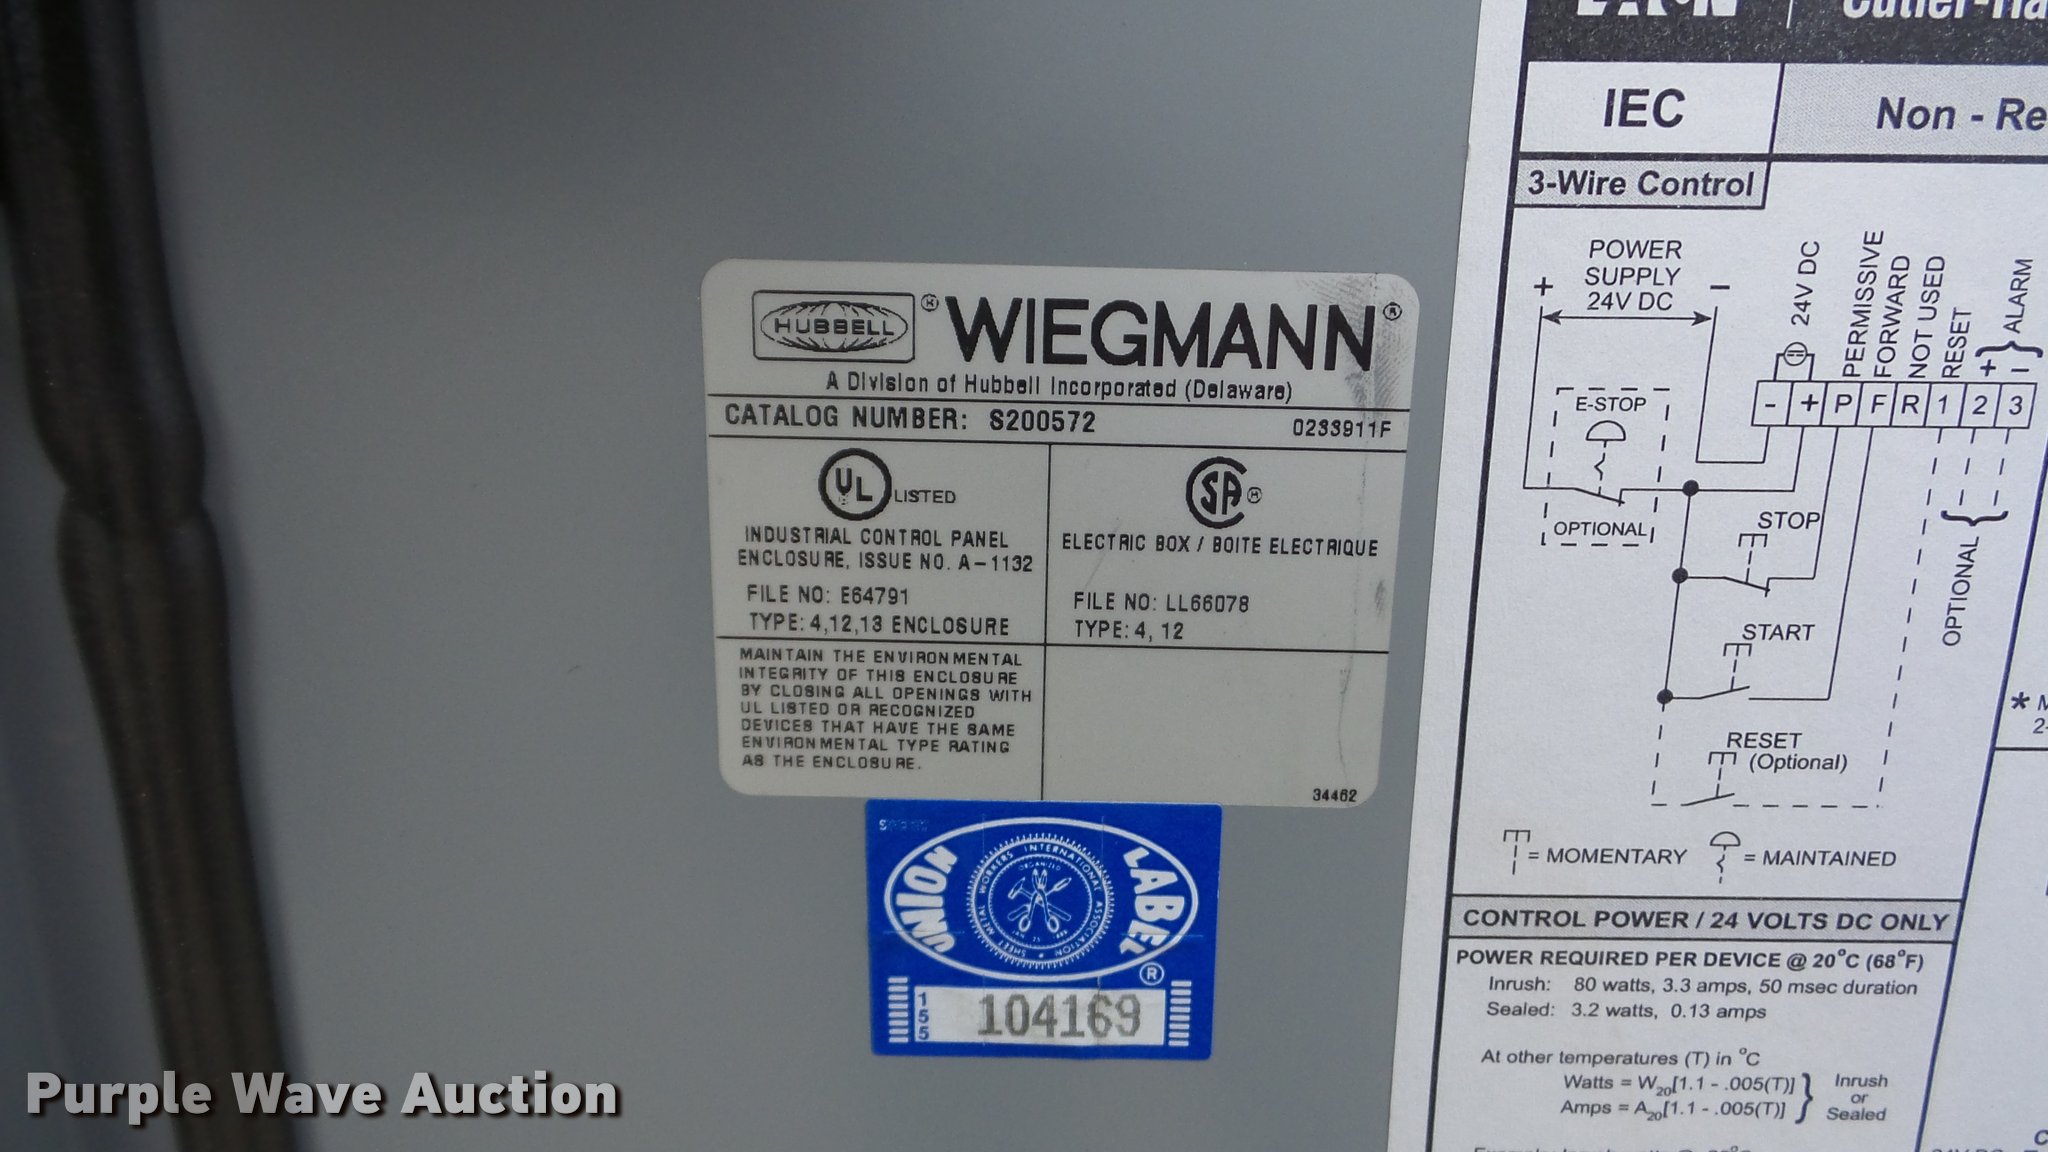 HUBBELL ® WIEGMANN ®
A Division of Hubbell Incorporated (Delaware)
CATALOG NUMBER: S200572 0233911F
UL LISTED
INDUSTRIAL CONTROL PANEL
ENCLOSURE, ISSUE NO. A-1132
FILE NO: E64791
TYPE: 4,12,13 ENCLOSURE
SA ®
ELECTRIC BOX / BOITE ELECTRIQUE
FILE NO: LL66078
TYPE: 4, 12
MAINTAIN THE ENVIRONMENTAL
INTEGRITY OF THIS ENCLOSURE
BY CLOSING ALL OPENINGS WITH
UL LISTED OR RECOGNIZED
DEVICES THAT HAVE THE SAME
ENVIRONMENTAL TYPE RATING
AS THE ENCLOSURE.
34462
UNION LABEL ®
SHEET METAL WORKERS INTERNATIONAL ASSOCIATION
ORGANIZED
155
104169
IEC
Non - Re
3-Wire Control
POWER
SUPPLY
24V DC
+ −
24V DC
PERMISSIVE
FORWARD
NOT USED
RESET
+
−
ALARM
- + P F R 1 2 3
E-STOP
OPTIONAL
STOP
OPTIONAL
START
RESET
(Optional)
= MOMENTARY
= MAINTAINED
*
CONTROL POWER / 24 VOLTS DC ONLY
POWER REQUIRED PER DEVICE @ 20°C (68°F)
Inrush: 80 watts, 3.3 amps, 50 msec duration
Sealed: 3.2 watts, 0.13 amps
At other temperatures (T) in °C
Watts = W20[1.1 - .005(T)]
Amps = A20[1.1 - .005(T)]
Inrush
or
Sealed
Purple Wave Auction